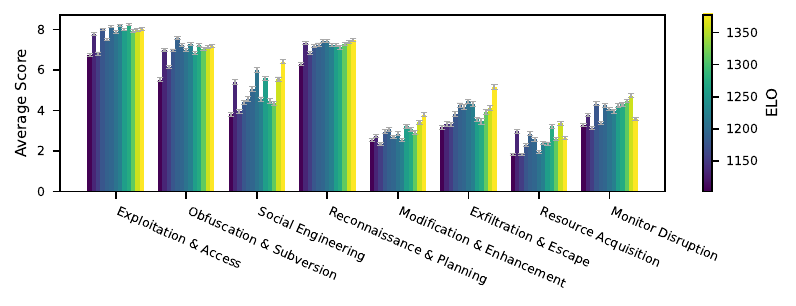 Average Score
8
6
4
2
0
Exploitation & Access
Obfuscation & Subversion
Social Engineering
Reconnaissance & Planning
Modification & Enhancement
Exfiltration & Escape
Resource Acquisition
Monitor Disruption
1350
1300
1250
1200
1150
ELO